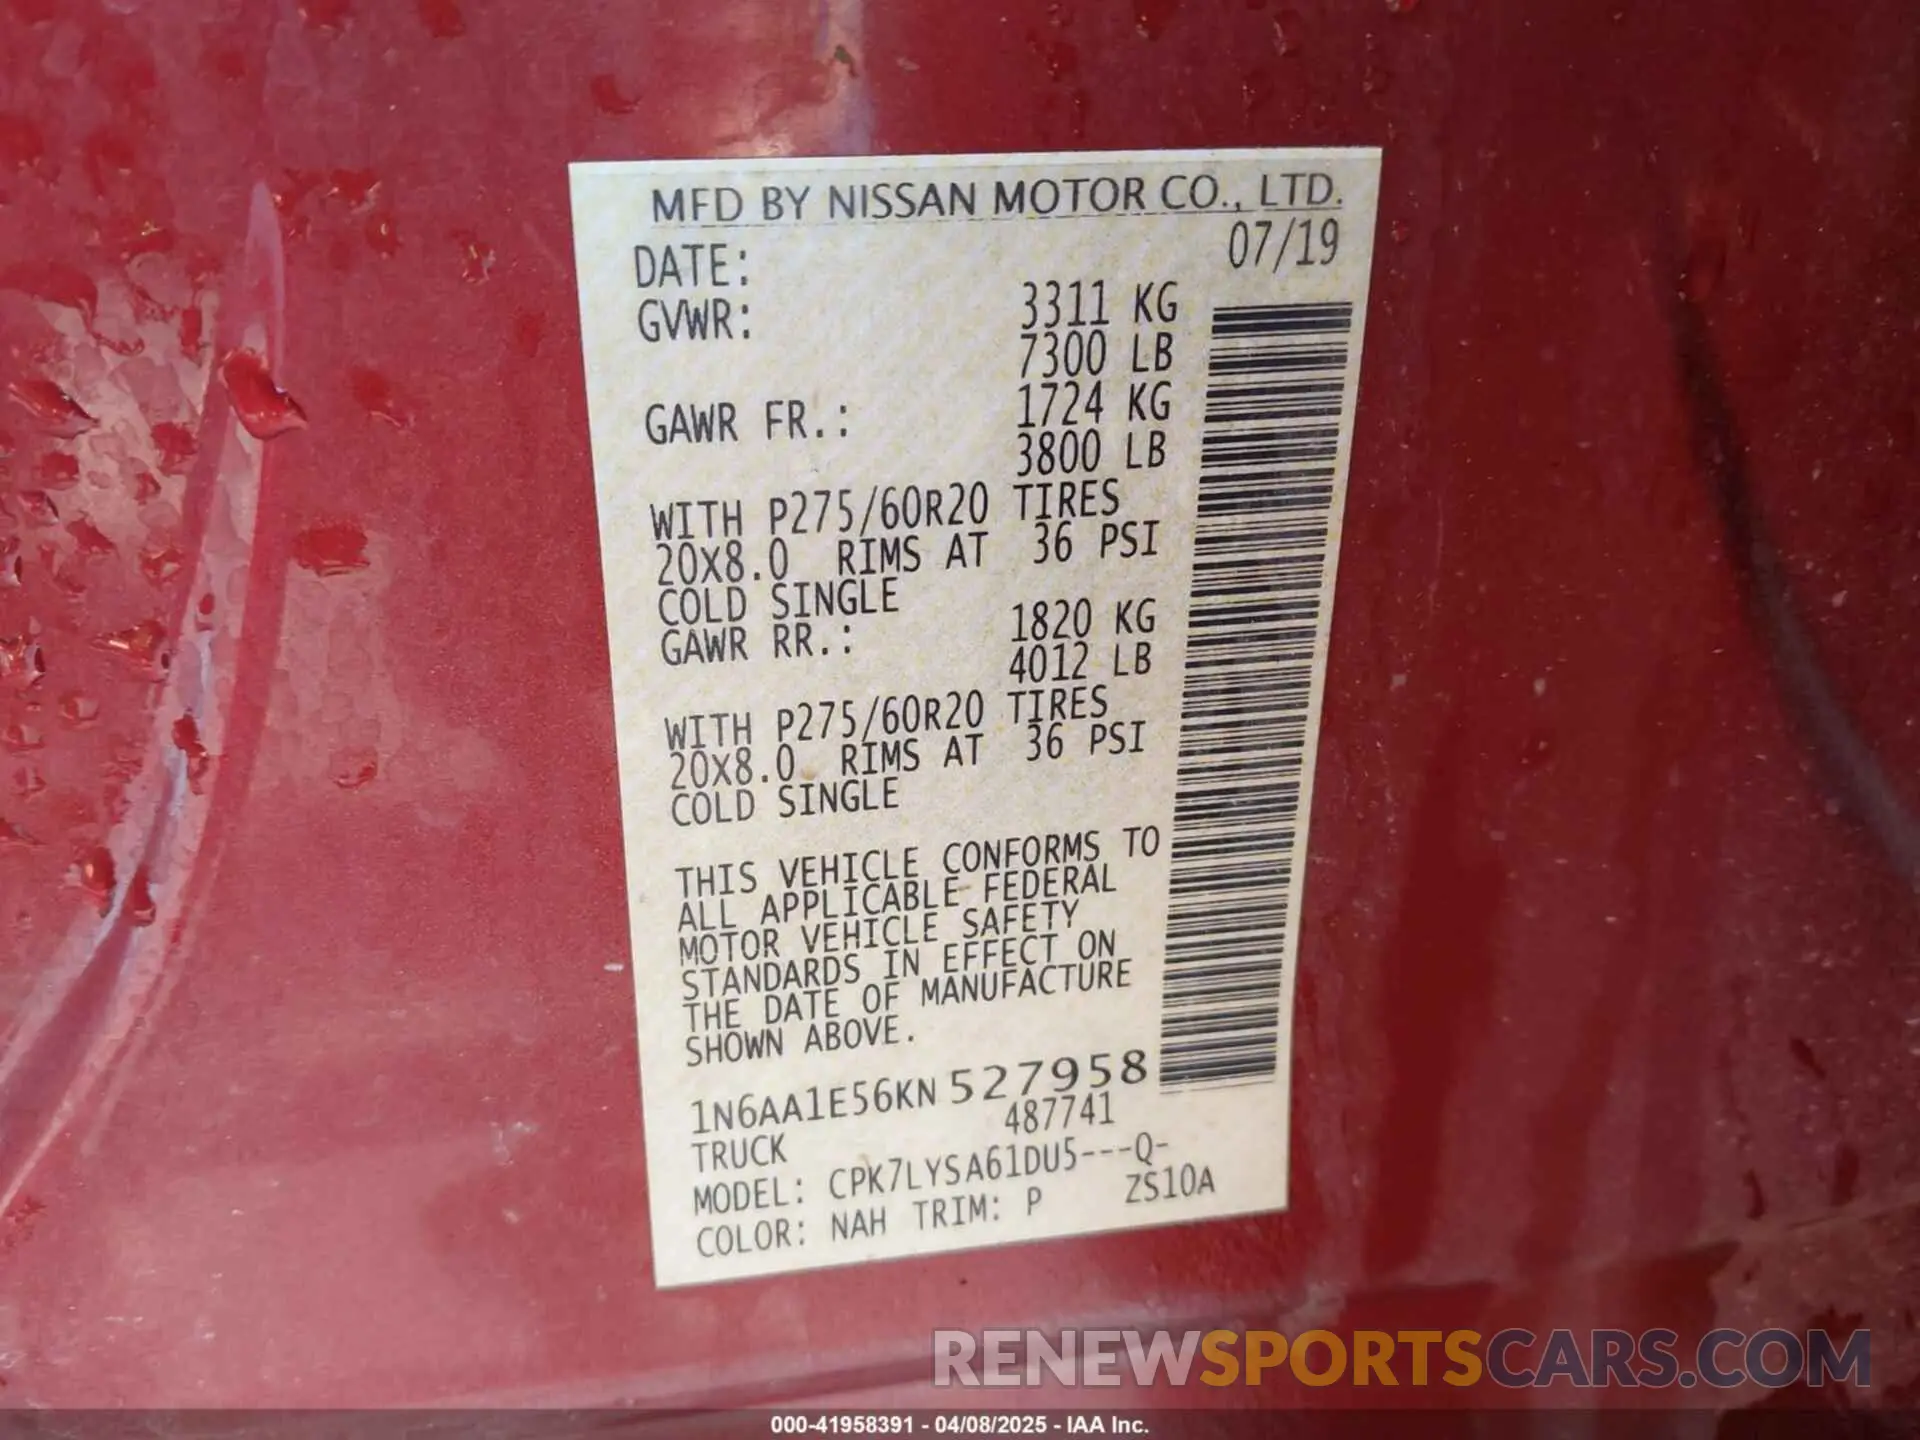 MFD BY NISSAN MOTOR CO., LTD.
DATE: 07/19
GVWR: 3311 KG
7300 LB
GAWR FR.: 1724 KG
3800 LB
WITH P275/60R20 TIRES
20X8.0 RIMS AT 36 PSI
COLD SINGLE
GAWR RR.: 1820 KG
4012 LB
WITH P275/60R20 TIRES
20X8.0 RIMS AT 36 PSI
COLD SINGLE
THIS VEHICLE CONFORMS TO
ALL APPLICABLE FEDERAL
MOTOR VEHICLE SAFETY
STANDARDS IN EFFECT ON
THE DATE OF MANUFACTURE
SHOWN ABOVE.
1N6AA1E56KN 527958
TRUCK 487741
MODEL: CPK7LYSA61DU5---Q-
COLOR: NAH TRIM: P ZS10A
RENEWSPORTSCARS.COM
000-41958391 - 04/08/2025 - IAA Inc.